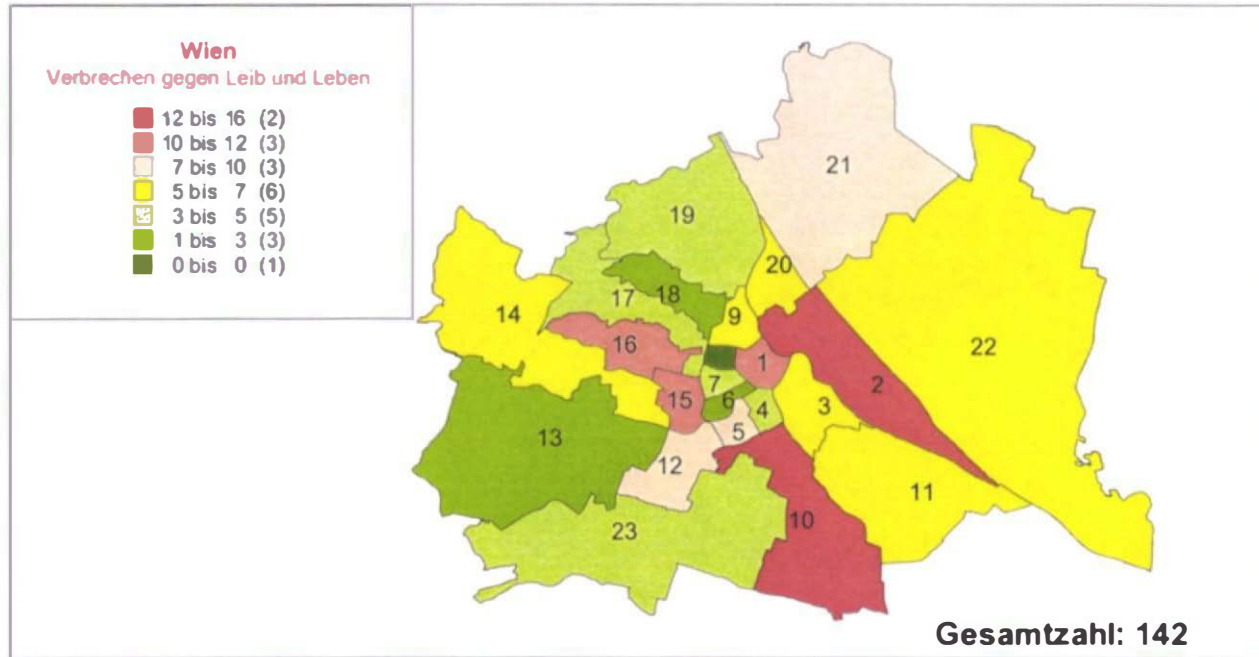 Wien
Verbrechen gegen Leib und Leben
12 bis 16 (2)
10 bis 12 (3)
7 bis 10 (3)
5 bis 7 (6)
3 bis 5 (5)
1 bis 3 (3)
0 bis 0 (1)
21
19
20
18
17
9
14
22
16
1
7
2
15
6
4
3
5
13
12
11
10
23
Gesamtzahl: 142